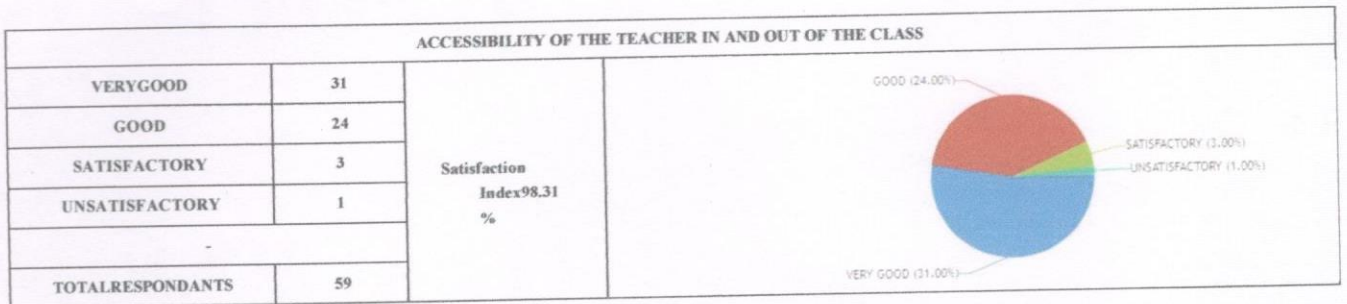 ACCESSIBILITY OF THE TEACHER IN AND OUT OF THE CLASS
VERYGOOD 31
GOOD 24
SATISFACTORY 3
UNSATISFACTORY 1
-
TOTALRESPONDANTS 59
Satisfaction
Index98.31
%
GOOD (24.00%)
SATISFACTORY (3.00%)
UNSATISFACTORY (1.00%)
VERY GOOD (31.00%)